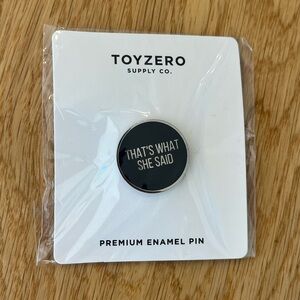 TOYZERO
SUPPLY CO.
THAT'S WHAT
SHE SAID
PREMIUM ENAMEL PIN